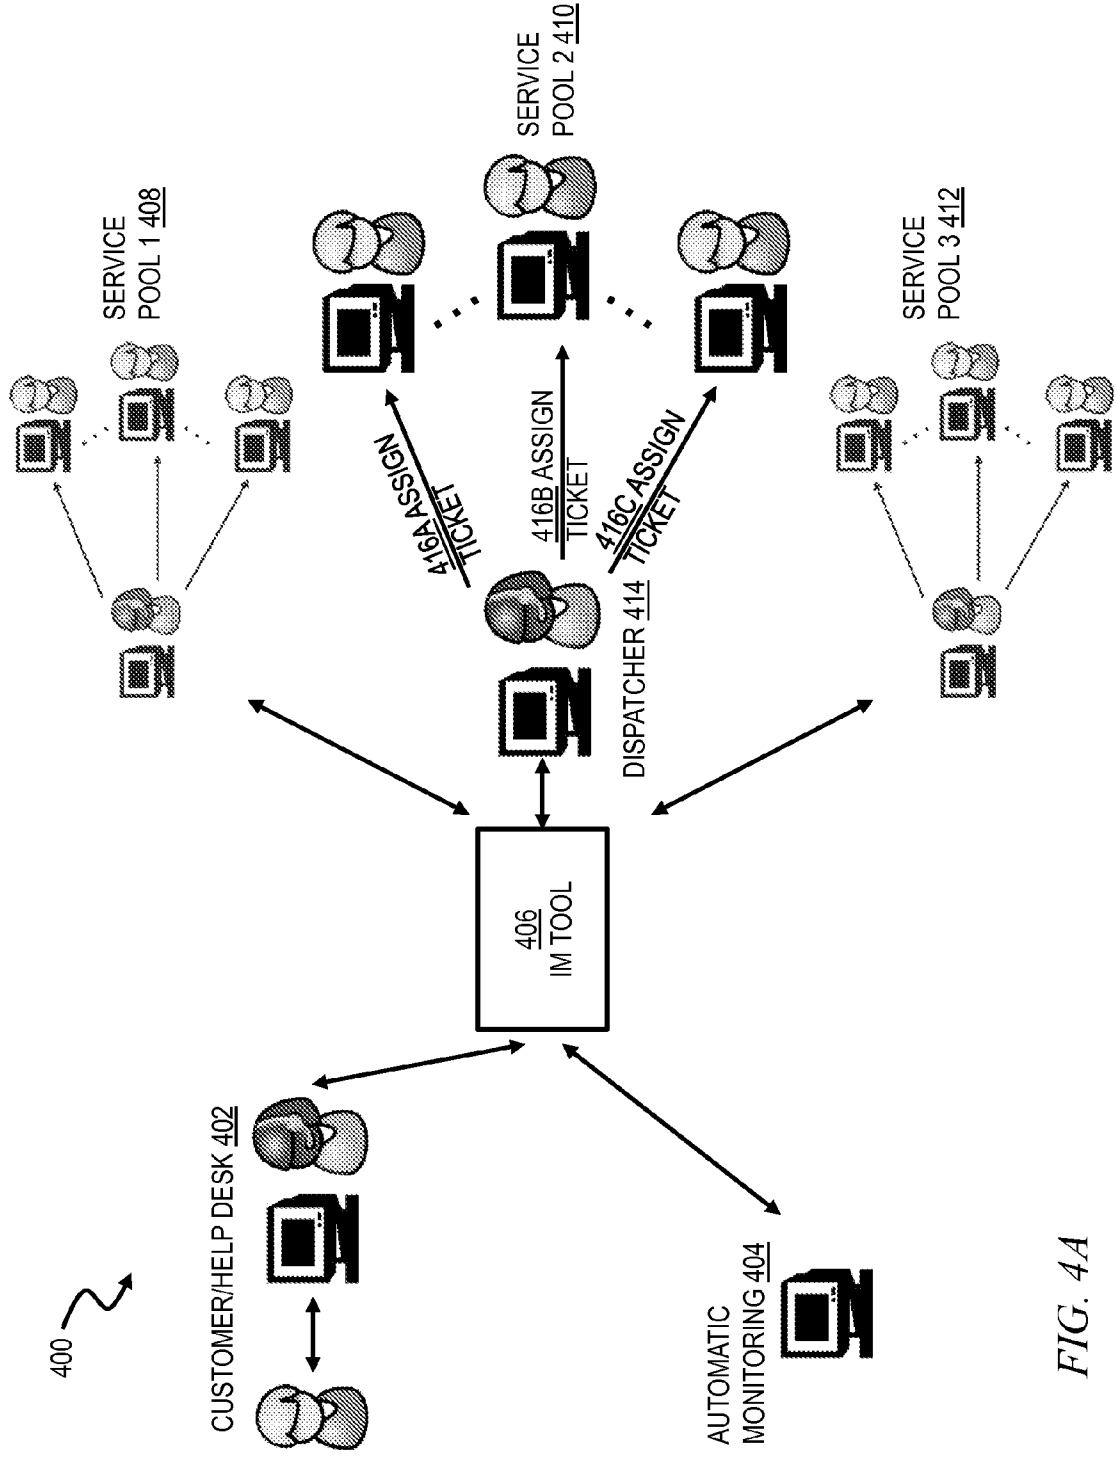 400
CUSTOMER/HELP DESK 402
AUTOMATIC
MONITORING 404
406
IM TOOL
DISPATCHER 414
416A ASSIGN
TICKET
416B ASSIGN
TICKET
416C ASSIGN
TICKET
SERVICE
POOL 1 408
SERVICE
POOL 2 410
SERVICE
POOL 3 412
FIG. 4A